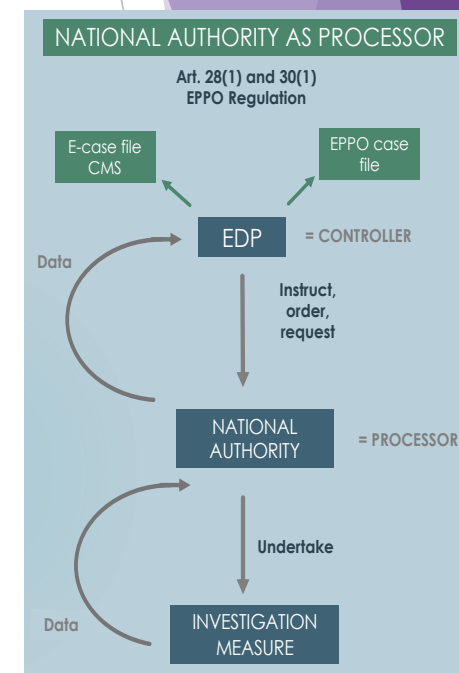 NATIONAL AUTHORITY AS PROCESSOR
Art. 28(1) and 30(1)
EPPO Regulation
E-case file
CMS
EPPO case
file
EDP
= CONTROLLER
Data
Instruct,
order,
request
NATIONAL
AUTHORITY
= PROCESSOR
Undertake
Data
INVESTIGATION
MEASURE